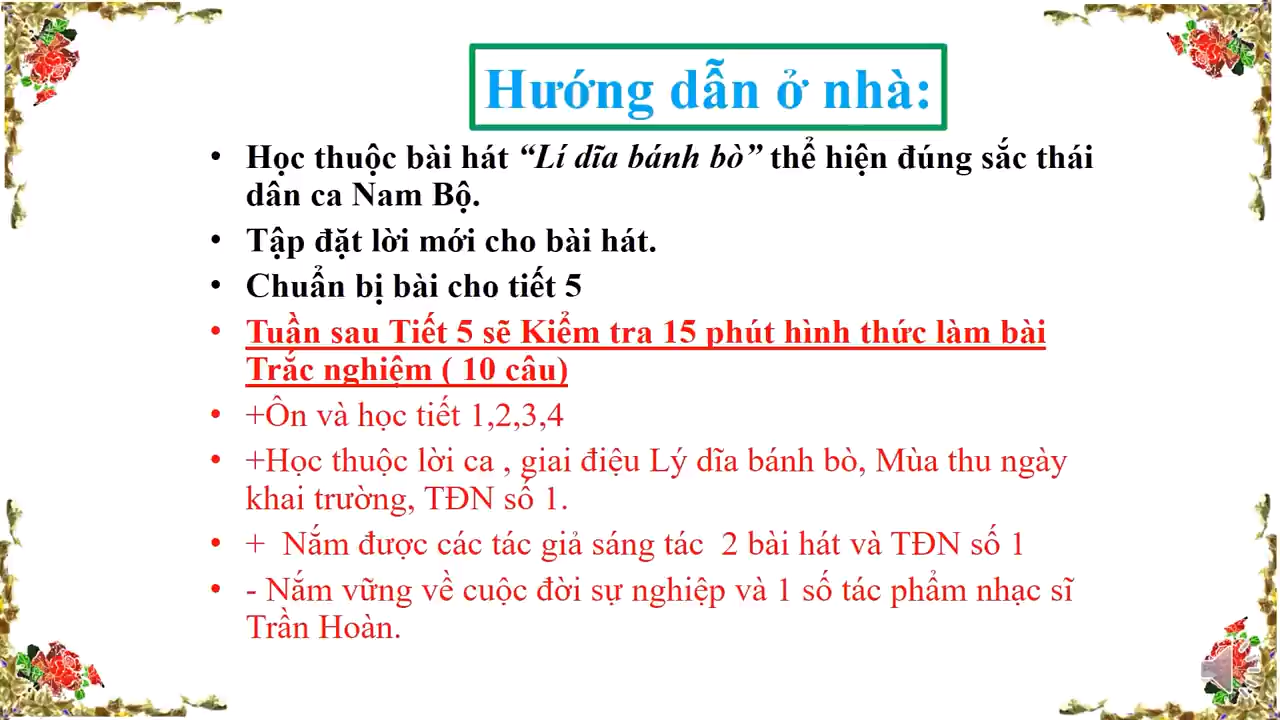 Hướng dẫn ở nhà:
• Học thuộc bài hát “Lí dĩa bánh bò” thể hiện đúng sắc thái
dân ca Nam Bộ.
• Tập đặt lời mới cho bài hát.
• Chuẩn bị bài cho tiết 5
• Tuần sau Tiết 5 sẽ Kiểm tra 15 phút hình thức làm bài
Trắc nghiệm ( 10 câu)
• +Ôn và học tiết 1,2,3,4
• +Học thuộc lời ca , giai điệu Lý dĩa bánh bò, Mùa thu ngày
khai trường, TĐN số 1.
• + Nắm được các tác giả sáng tác 2 bài hát và TĐN số 1
• - Nắm vững về cuộc đời sự nghiệp và 1 số tác phẩm nhạc sĩ
Trần Hoàn.